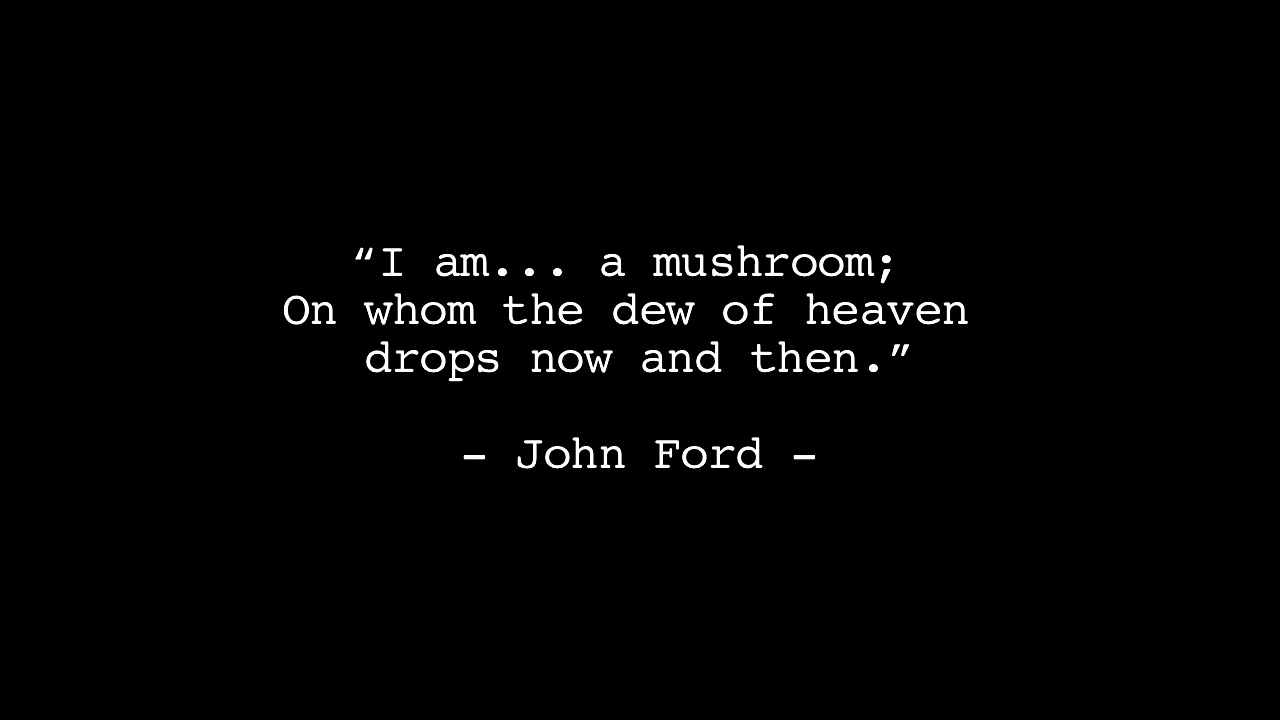 “I am... a mushroom;
On whom the dew of heaven
drops now and then.”
- John Ford -